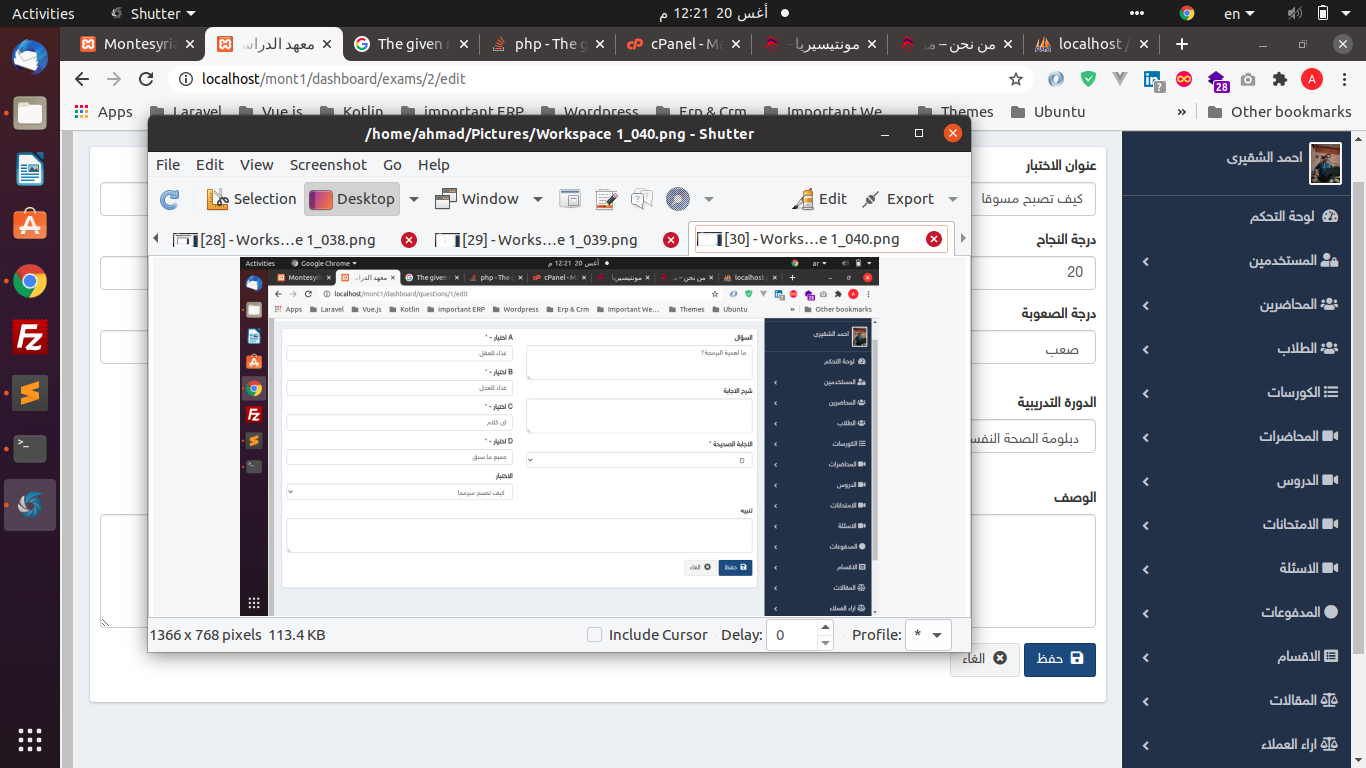 Activities
Shutter
أغس 20 12:21 م
en
Montesyria
معهد الدراس
The given n
php - The g
cPanel - Ma
مونتيسيريا -
من نحن – مـ
localhost /
localhost/mont1/dashboard/exams/2/edit
28
A
Apps
Laravel
Vue.js
Kotlin
important ERP
Wordpress
Erp & Crm
Important We...
Themes
Ubuntu
»
Other bookmarks
/home/ahmad/Pictures/Workspace 1_040.png - Shutter
File Edit View Screenshot Go Help
Selection
Desktop
Window
Edit
Export
[28] - Works...e 1_038.png
[29] - Works...e 1_039.png
[30] - Works...e 1_040.png
Activities
Google Chrome
أغس 20 12:21 م
ar
Montesyria
معهد الدراس
The given n
php - The g
cPanel - Ma
مونتيسيريا -
من نحن – مـ
localhost /
localhost/mont1/dashboard/questions/1/edit
Apps
Laravel
Vue.js
Kotlin
important ERP
Wordpress
Erp & Crm
Important We...
Themes
Ubuntu
Other bookmarks
السؤال
ما اهمية البرمجة؟
شرح الاجابة
الاجابة الصحيحة *
D
A اختيار - *
غذاء للعقل
B اختيار - *
غذاء للعجل
C اختيار - *
اى كلام
D اختيار - *
جميع ما سبق
الاختبار
كيف تصبح مبرمجا
تنبيه
حفظ
الغاء
احمد الشقيرى
لوحة التحكم
المستخدمين
المحاضرين
الطلاب
الكورسات
المحاضرات
الدروس
الامتحانات
الاسئلة
المدفوعات
الاقسام
المقالات
اراء العملاء
1366 x 768 pixels 113.4 KB
Include Cursor
Delay: 0
Profile: *
عنوان الاختبار
كيف تصبح مسوقا
درجة النجاح
20
درجة الصعوبة
صعب
الدورة التدريبية
دبلومة الصحة النفس
الوصف
حفظ
الغاء
احمد الشقيرى
لوحة التحكم
المستخدمين
المحاضرين
الطلاب
الكورسات
المحاضرات
الدروس
الامتحانات
الاسئلة
المدفوعات
الاقسام
المقالات
اراء العملاء